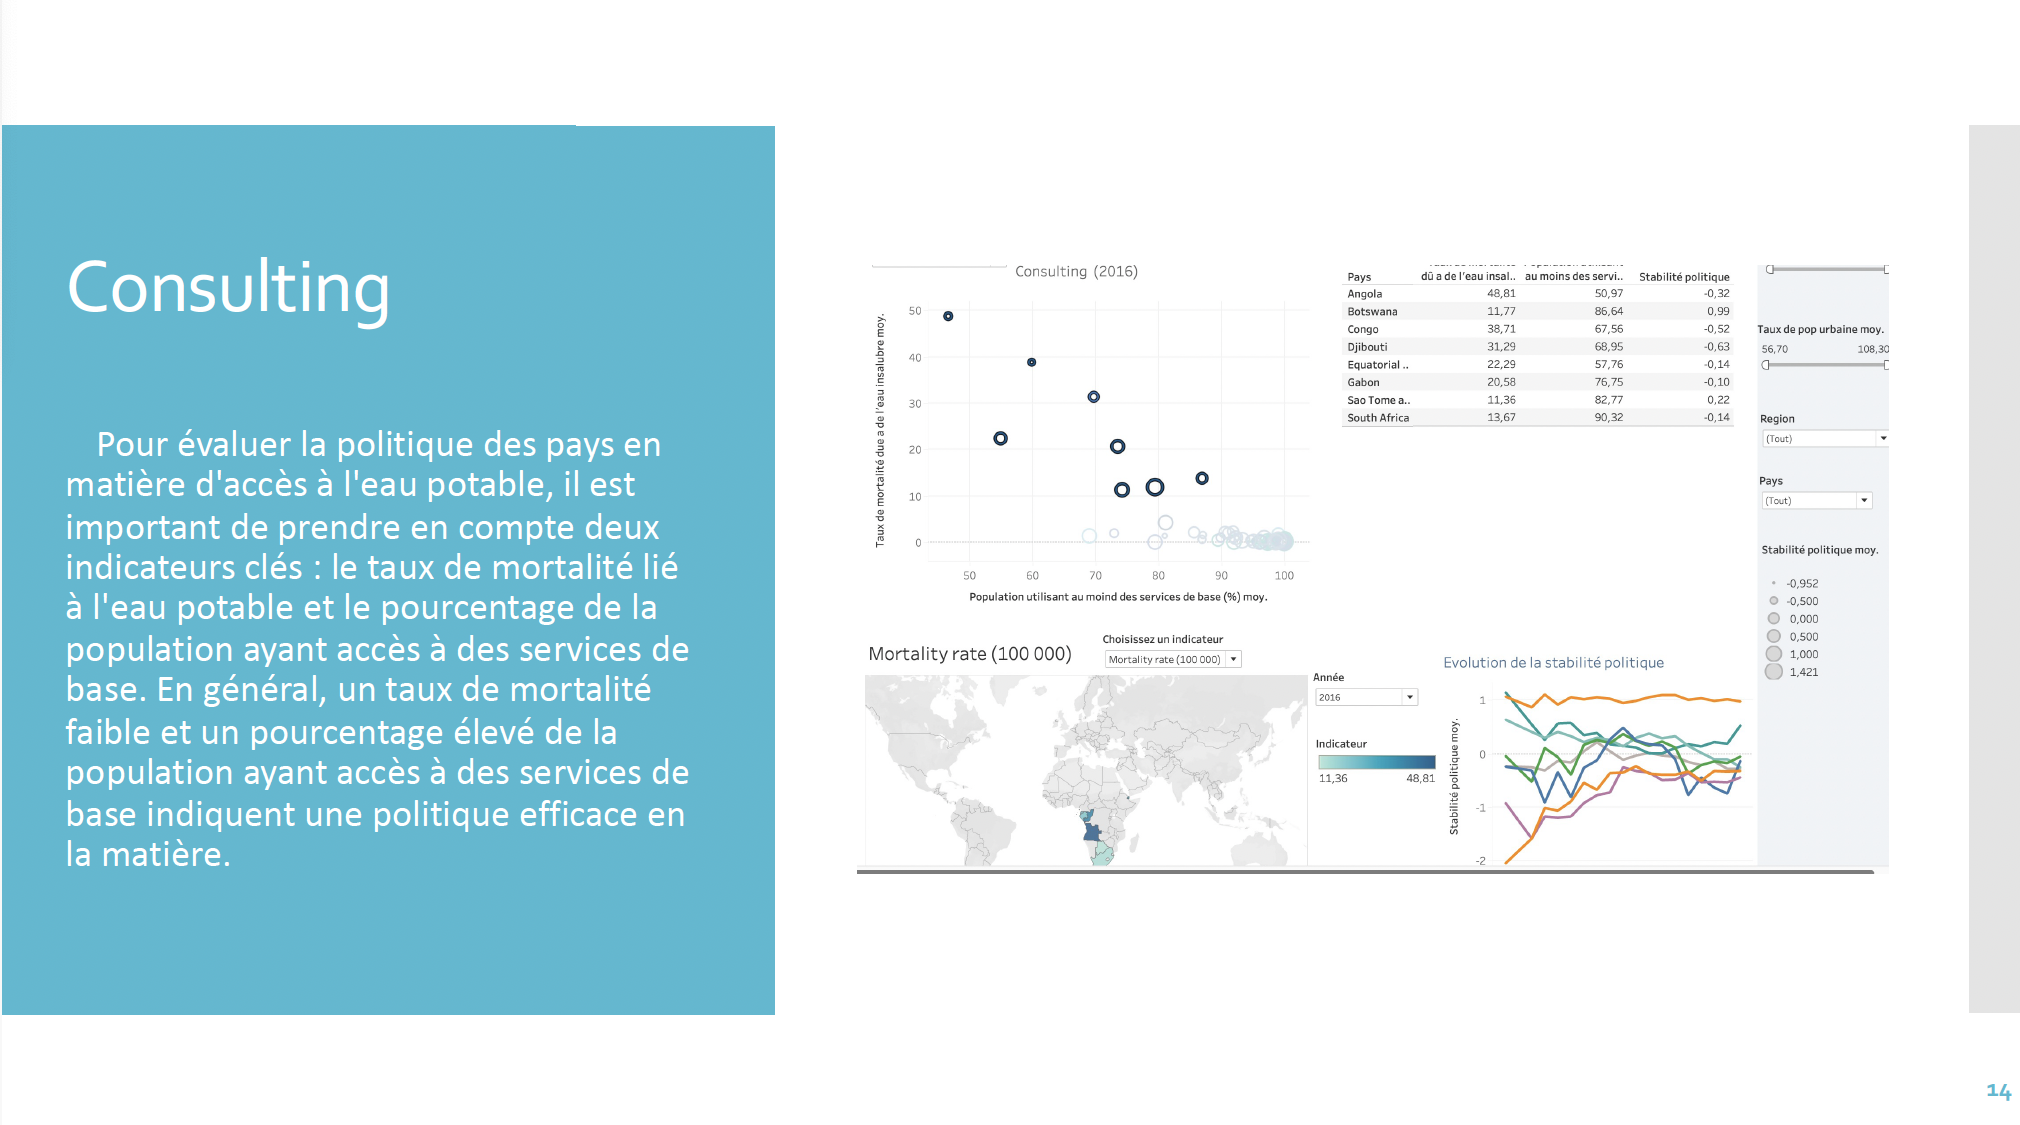 Consulting
Pour évaluer la politique des pays en
matière d'accès à l'eau potable, il est
important de prendre en compte deux
indicateurs clés : le taux de mortalité lié
à l'eau potable et le pourcentage de la
population ayant accès à des services de
base. En général, un taux de mortalité
faible et un pourcentage élevé de la
population ayant accès à des services de
base indiquent une politique efficace en
la matière.
Consulting (2016)
Taux de mortalité due a de l'eau insalubre moy.
50
40
30
20
10
0
50 60 70 80 90 100
Population utilisant au moind des services de base (%) moy.
Pays dû a de l'eau insal.. au moins des servi.. Stabilité politique
Angola 48,81 50,97 -0,32
Botswana 11,77 86,64 0,99
Congo 38,71 67,56 -0,52
Djibouti 31,29 68,95 -0,63
Equatorial .. 22,29 57,76 -0,14
Gabon 20,58 76,75 -0,10
Sao Tome a.. 11,36 82,77 0,22
South Africa 13,67 90,32 -0,14
Taux de pop urbaine moy.
56,70 108,30
Region
(Tout)
Pays
(Tout)
Stabilité politique moy.
-0,952
-0,500
0,000
0,500
1,000
1,421
Mortality rate (100 000)
Choisissez un indicateur
Mortality rate (100 000)
Année
2016
Indicateur
11,36 48,81
Evolution de la stabilité politique
Stabilité politique moy.
1
0
-1
-2
14